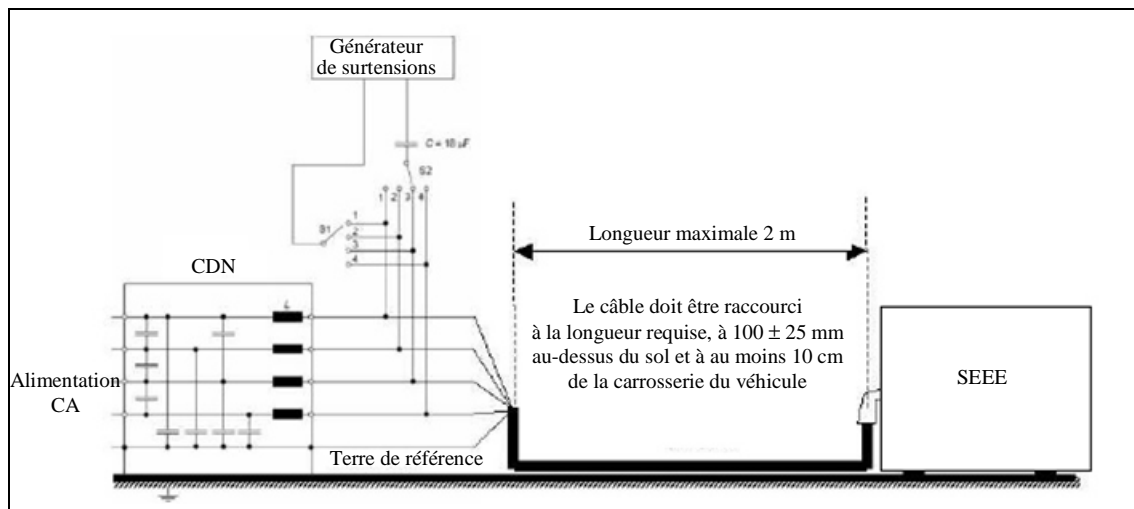 Générateur
de surtensions
C = 18 µF
S2
1 2 3 4
S1
1
2
3
4
CDN
L
Longueur maximale 2 m
Le câble doit être raccourci
à la longueur requise, à 100 ± 25 mm
au-dessus du sol et à au moins 10 cm
de la carrosserie du véhicule
Alimentation
CA
SEEE
Terre de référence